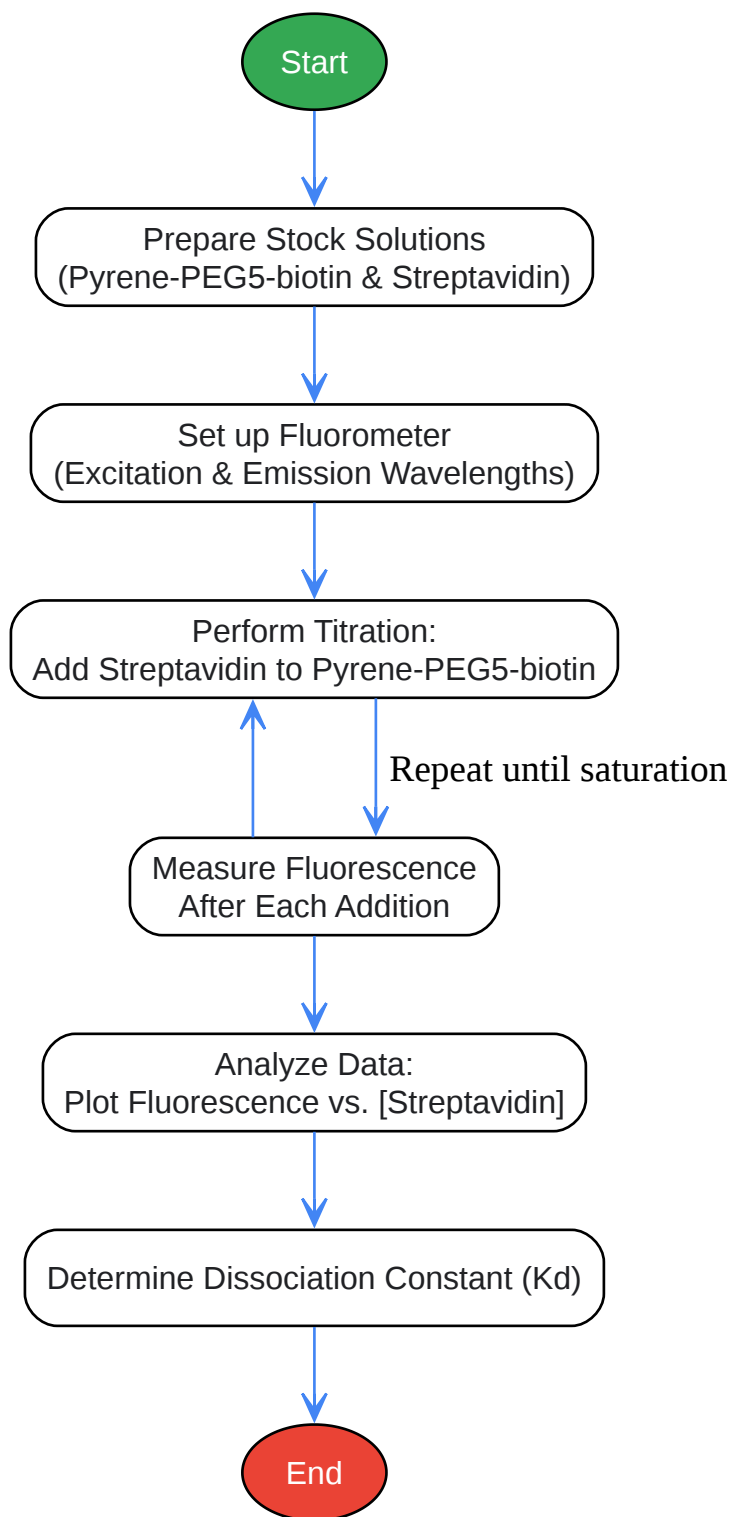 Start
Prepare Stock Solutions
(Pyrene-PEG5-biotin & Streptavidin)
Set up Fluorometer
(Excitation & Emission Wavelengths)
Perform Titration:
Add Streptavidin to Pyrene-PEG5-biotin
Repeat until saturation
Measure Fluorescence
After Each Addition
Analyze Data:
Plot Fluorescence vs. [Streptavidin]
Determine Dissociation Constant (Kd)
End